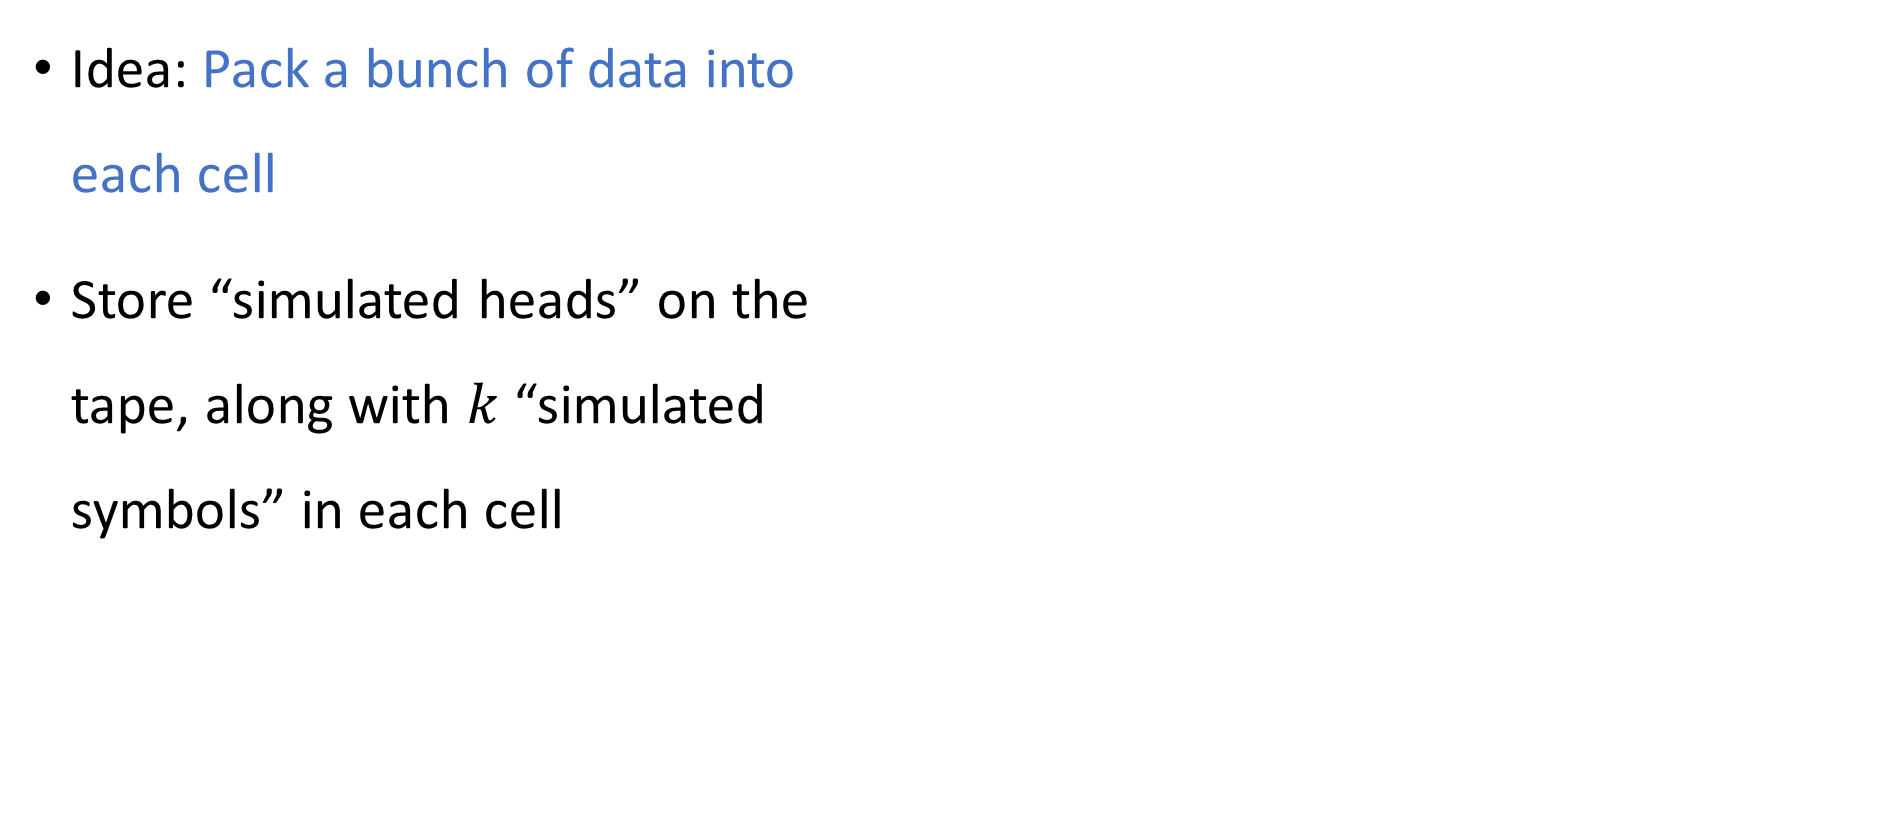 • Idea: Pack a bunch of data into
each cell
• Store “simulated heads” on the
tape, along with 𝑘 “simulated
symbols” in each cell